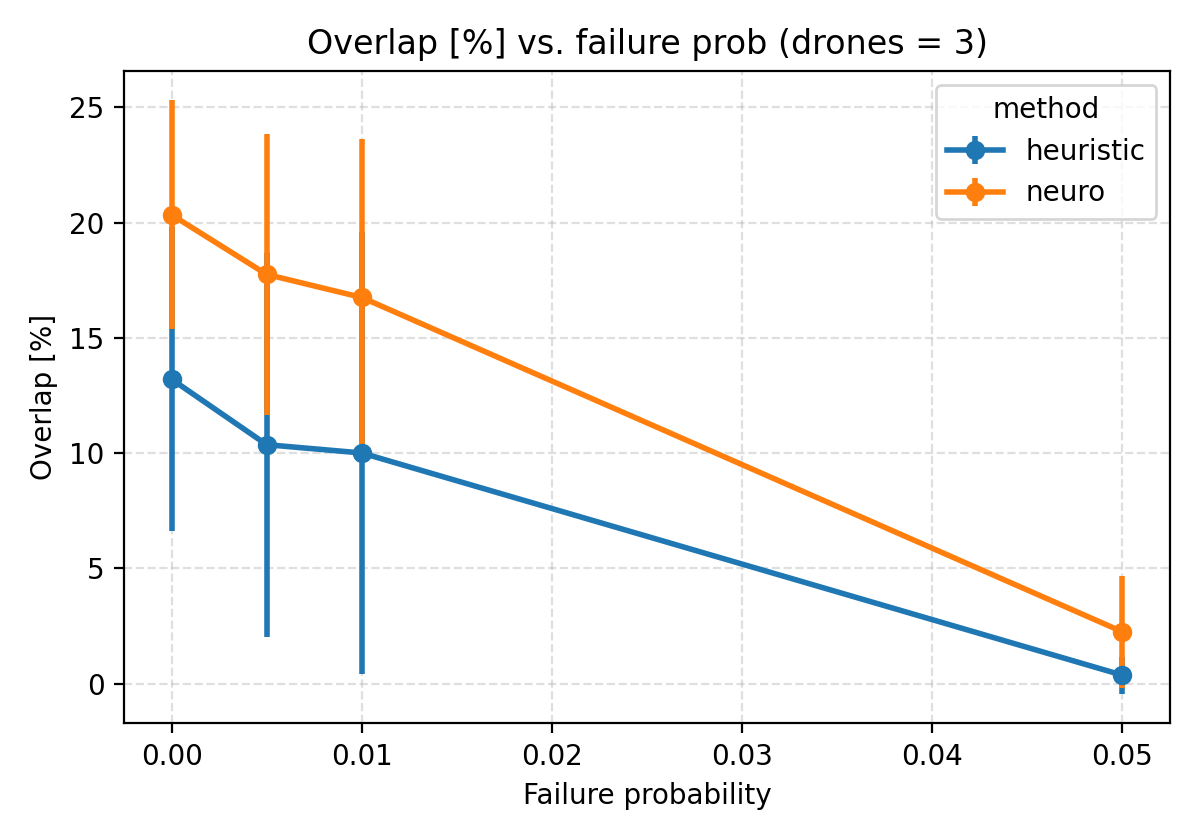 Overlap [%] vs. failure prob (drones = 3)
method
heuristic
neuro
Overlap [%]
25
20
15
10
5
0
0.00
0.01
0.02
0.03
0.04
0.05
Failure probability